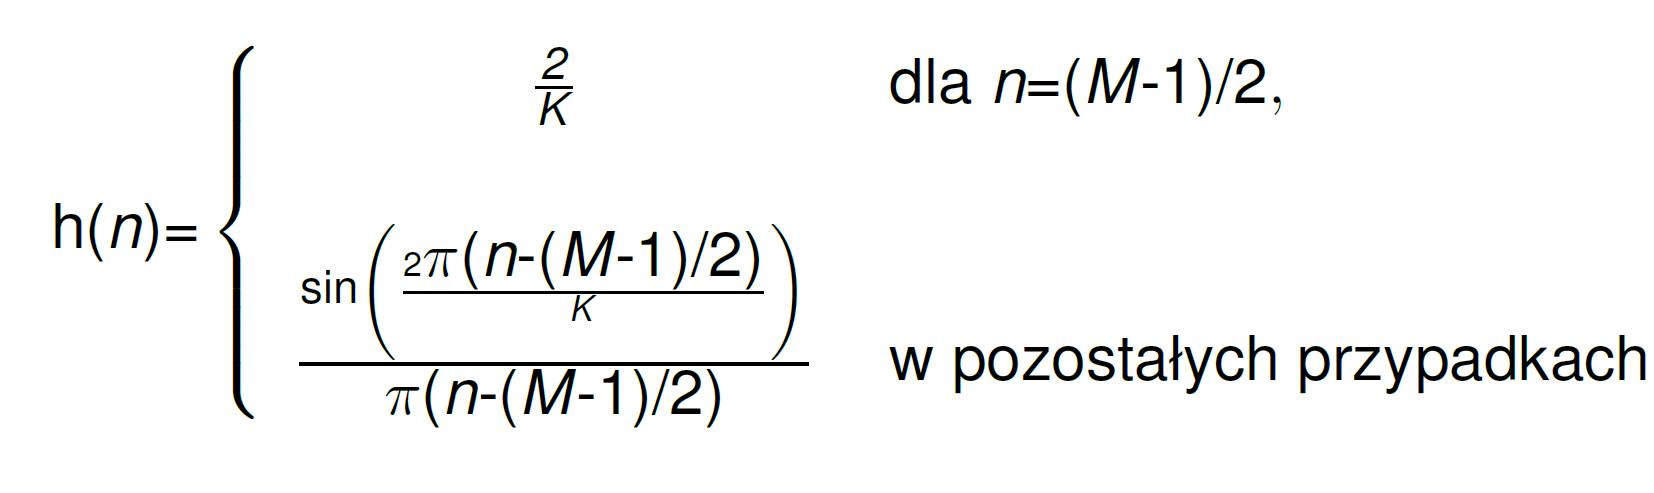 2
K
dla n=(M-1)/2,
h(n)=
sin(2π(n-(M-1)/2)
K)
π(n-(M-1)/2)
w pozostałych przypadkach